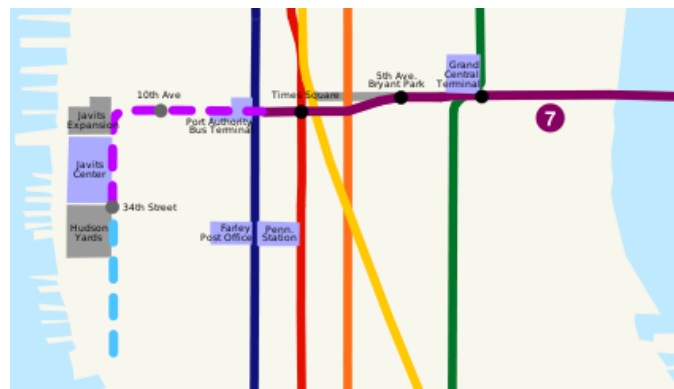 Grand
Central
Terminal
5th Ave.
Bryant Park
10th Ave
Times Square
Javits
Expansion
Port Authority
Bus Terminal
7
Javits
Center
34th Street
Hudson
Yards
Farley
Post Office
Penn.
Station